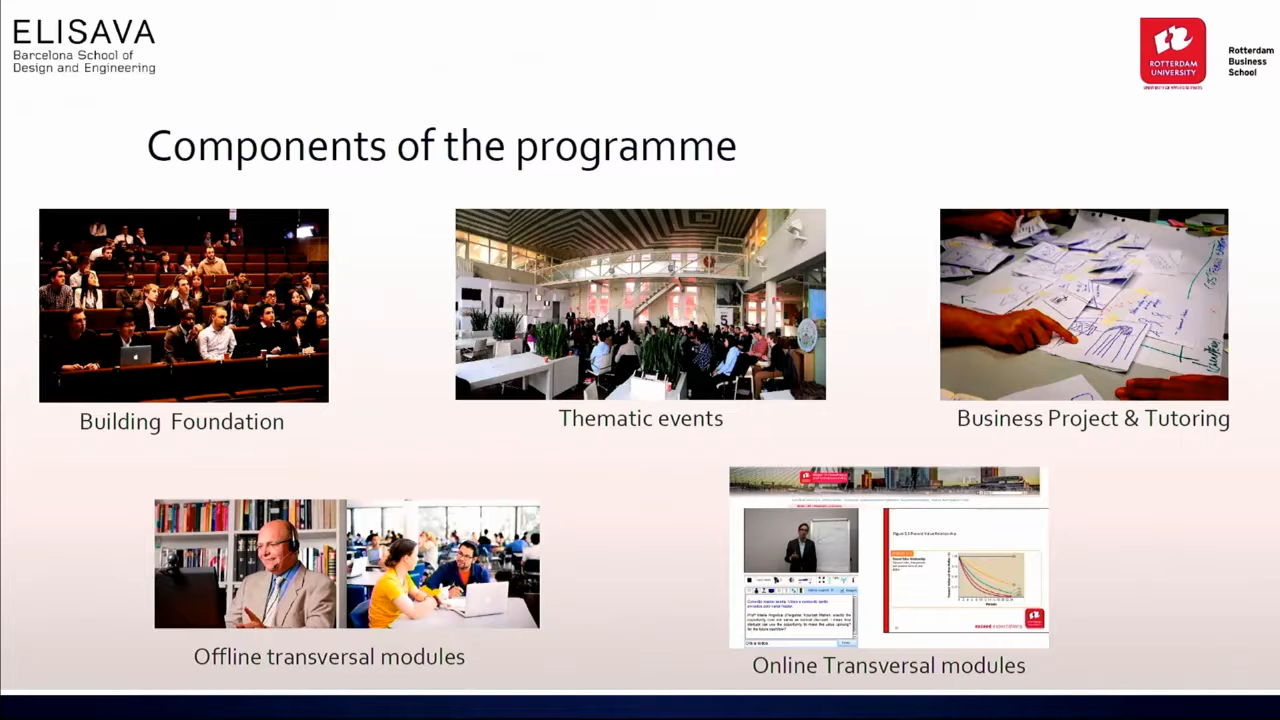 ELISAVA
Barcelona School of
Design and Engineering
ROTTERDAM
UNIVERSITY
Rotterdam
Business
School
Components of the programme
Building Foundation
Thematic events
Business Project & Tutoring
Offline transversal modules
Online Transversal modules